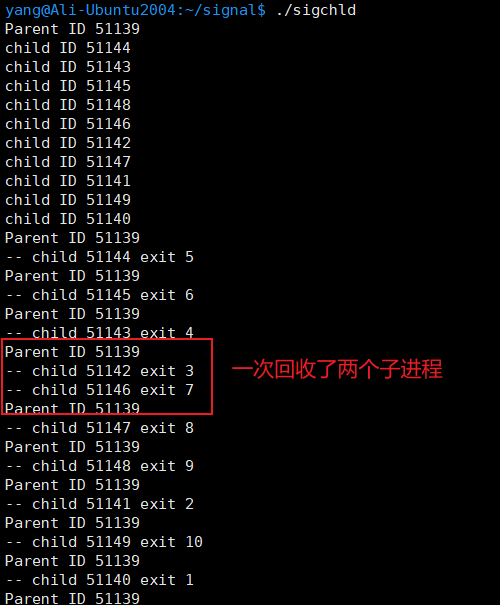 yang@Ali-Ubuntu2004:~/signal$ ./sigchld
Parent ID 51139
child ID 51144
child ID 51143
child ID 51145
child ID 51148
child ID 51146
child ID 51142
child ID 51147
child ID 51141
child ID 51149
child ID 51140
Parent ID 51139
-- child 51144 exit 5
Parent ID 51139
-- child 51145 exit 6
Parent ID 51139
-- child 51143 exit 4
Parent ID 51139
-- child 51142 exit 3
一次回收了两个子进程
-- child 51146 exit 7
Parent ID 51139
-- child 51147 exit 8
Parent ID 51139
-- child 51148 exit 9
Parent ID 51139
-- child 51141 exit 2
Parent ID 51139
-- child 51149 exit 10
Parent ID 51139
-- child 51140 exit 1
Parent ID 51139